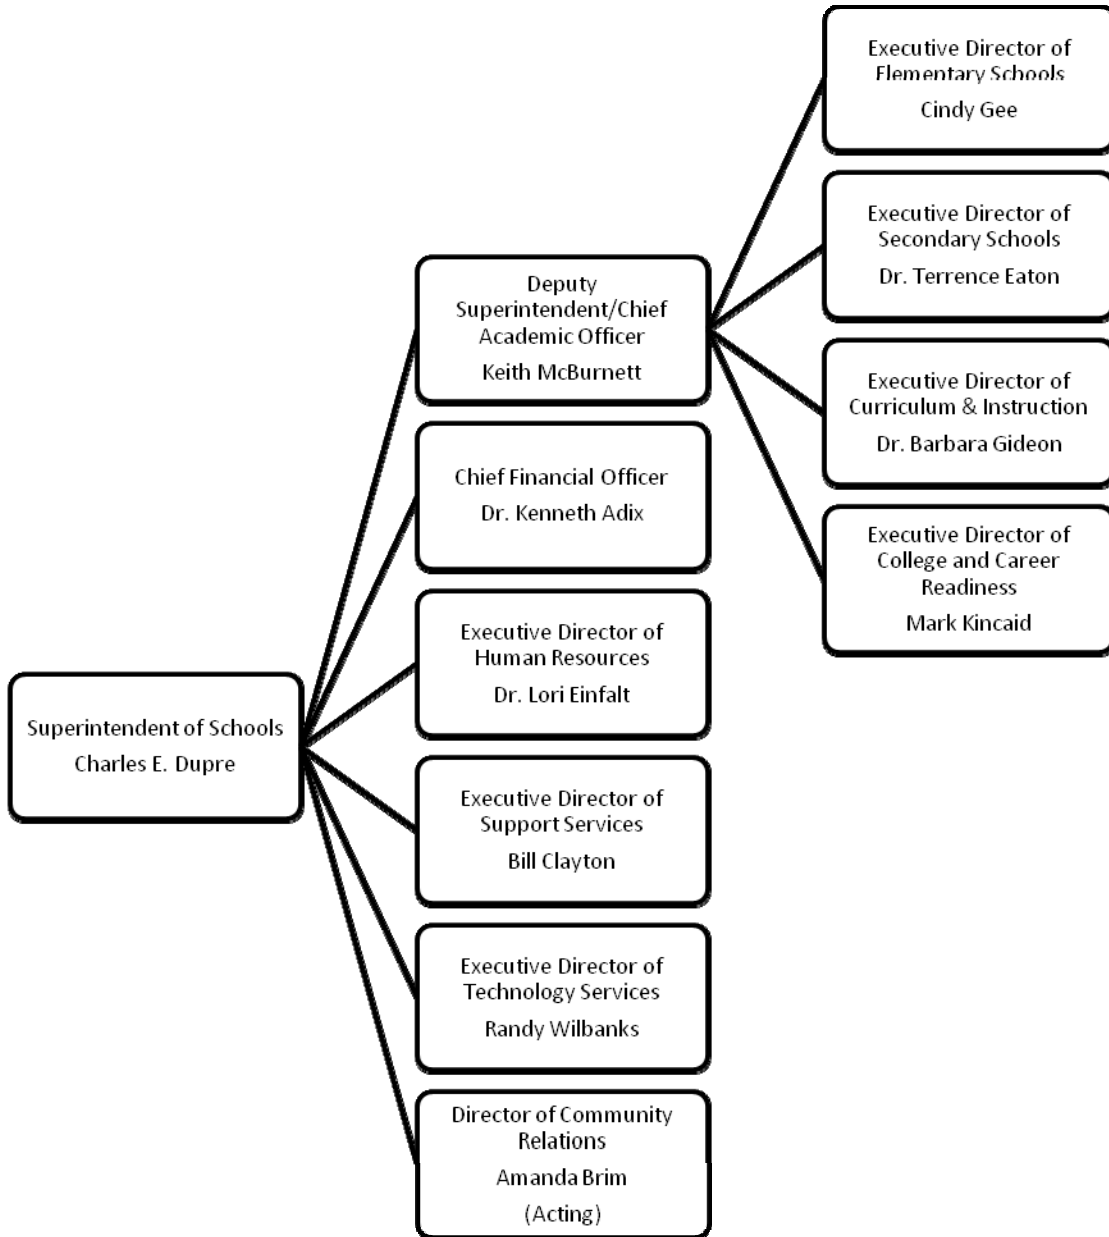 Superintendent of Schools
Charles E. Dupre
Deputy
Superintendent/Chief
Academic Officer
Keith McBurnett
Chief Financial Officer
Dr. Kenneth Adix
Executive Director of
Human Resources
Dr. Lori Einfalt
Executive Director of
Support Services
Bill Clayton
Executive Director of
Technology Services
Randy Wilbanks
Director of Community
Relations
Amanda Brim
(Acting)
Executive Director of
Elementary Schools
Cindy Gee
Executive Director of
Secondary Schools
Dr. Terrence Eaton
Executive Director of
Curriculum & Instruction
Dr. Barbara Gideon
Executive Director of
College and Career
Readiness
Mark Kincaid